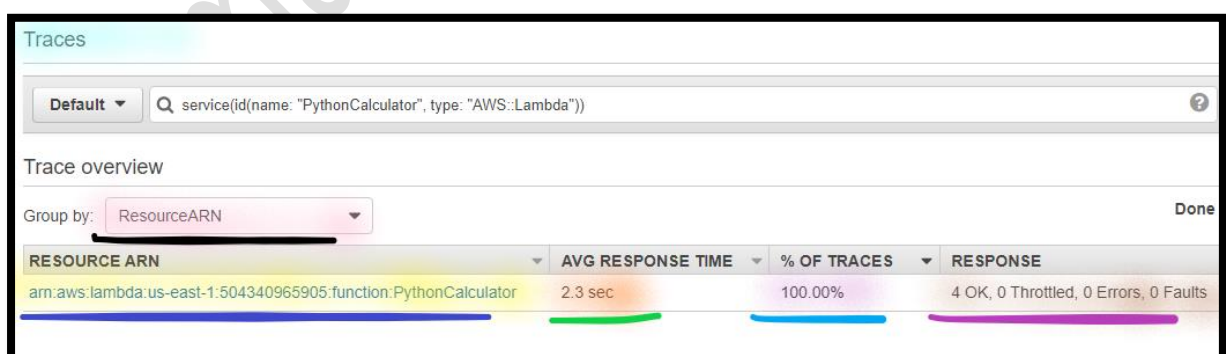 Traces
Default service(id(name: "PythonCalculator", type: "AWS::Lambda")) ?
Trace overview
Group by: ResourceARN Done
RESOURCE ARN AVG RESPONSE TIME % OF TRACES RESPONSE
arn:aws:lambda:us-east-1:504340965905:function:PythonCalculator 2.3 sec 100.00% 4 OK, 0 Throttled, 0 Errors, 0 Faults